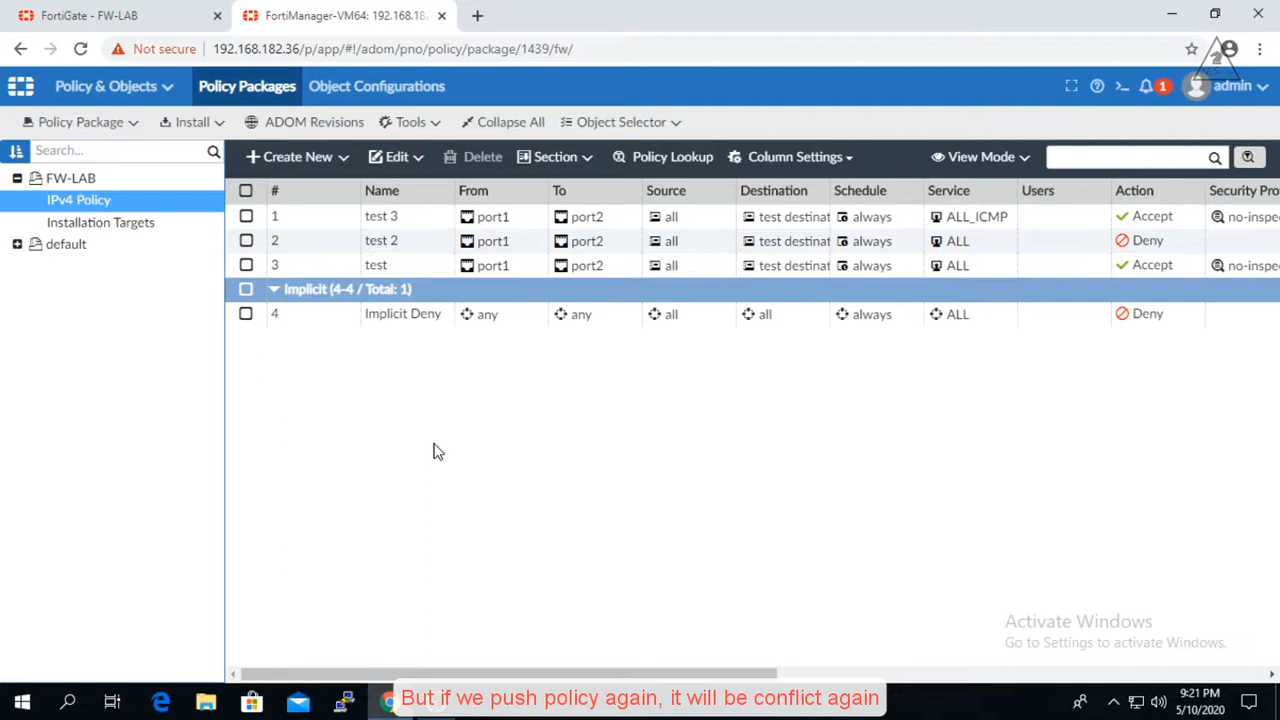 FortiGate - FW-LAB
FortiManager-VM64: 192.168.182
Not secure
192.168.182.36/p/app/#!/adom/pno/policy/package/1439/fw/
Policy & Objects
Policy Packages
Object Configurations
1
admin
Policy Package
Install
ADOM Revisions
Tools
Collapse All
Object Selector
Search...
Create New
Edit
Delete
Section
Policy Lookup
Column Settings
View Mode
FW-LAB
IPv4 Policy
Installation Targets
default
# Name From To Source Destination Schedule Service Users Action Security Pro
1 test 3 port1 port2 all test destinat always ALL_ICMP Accept no-inspe
2 test 2 port1 port2 all test destinat always ALL Deny
3 test port1 port2 all test destinat always ALL Accept no-inspe
Implicit (4-4 / Total: 1)
4 Implicit Deny any any all all always ALL Deny
Activate Windows
Go to Settings to activate Windows.
But if we push policy again, it will be conflict again
9:21 PM
5/10/2020